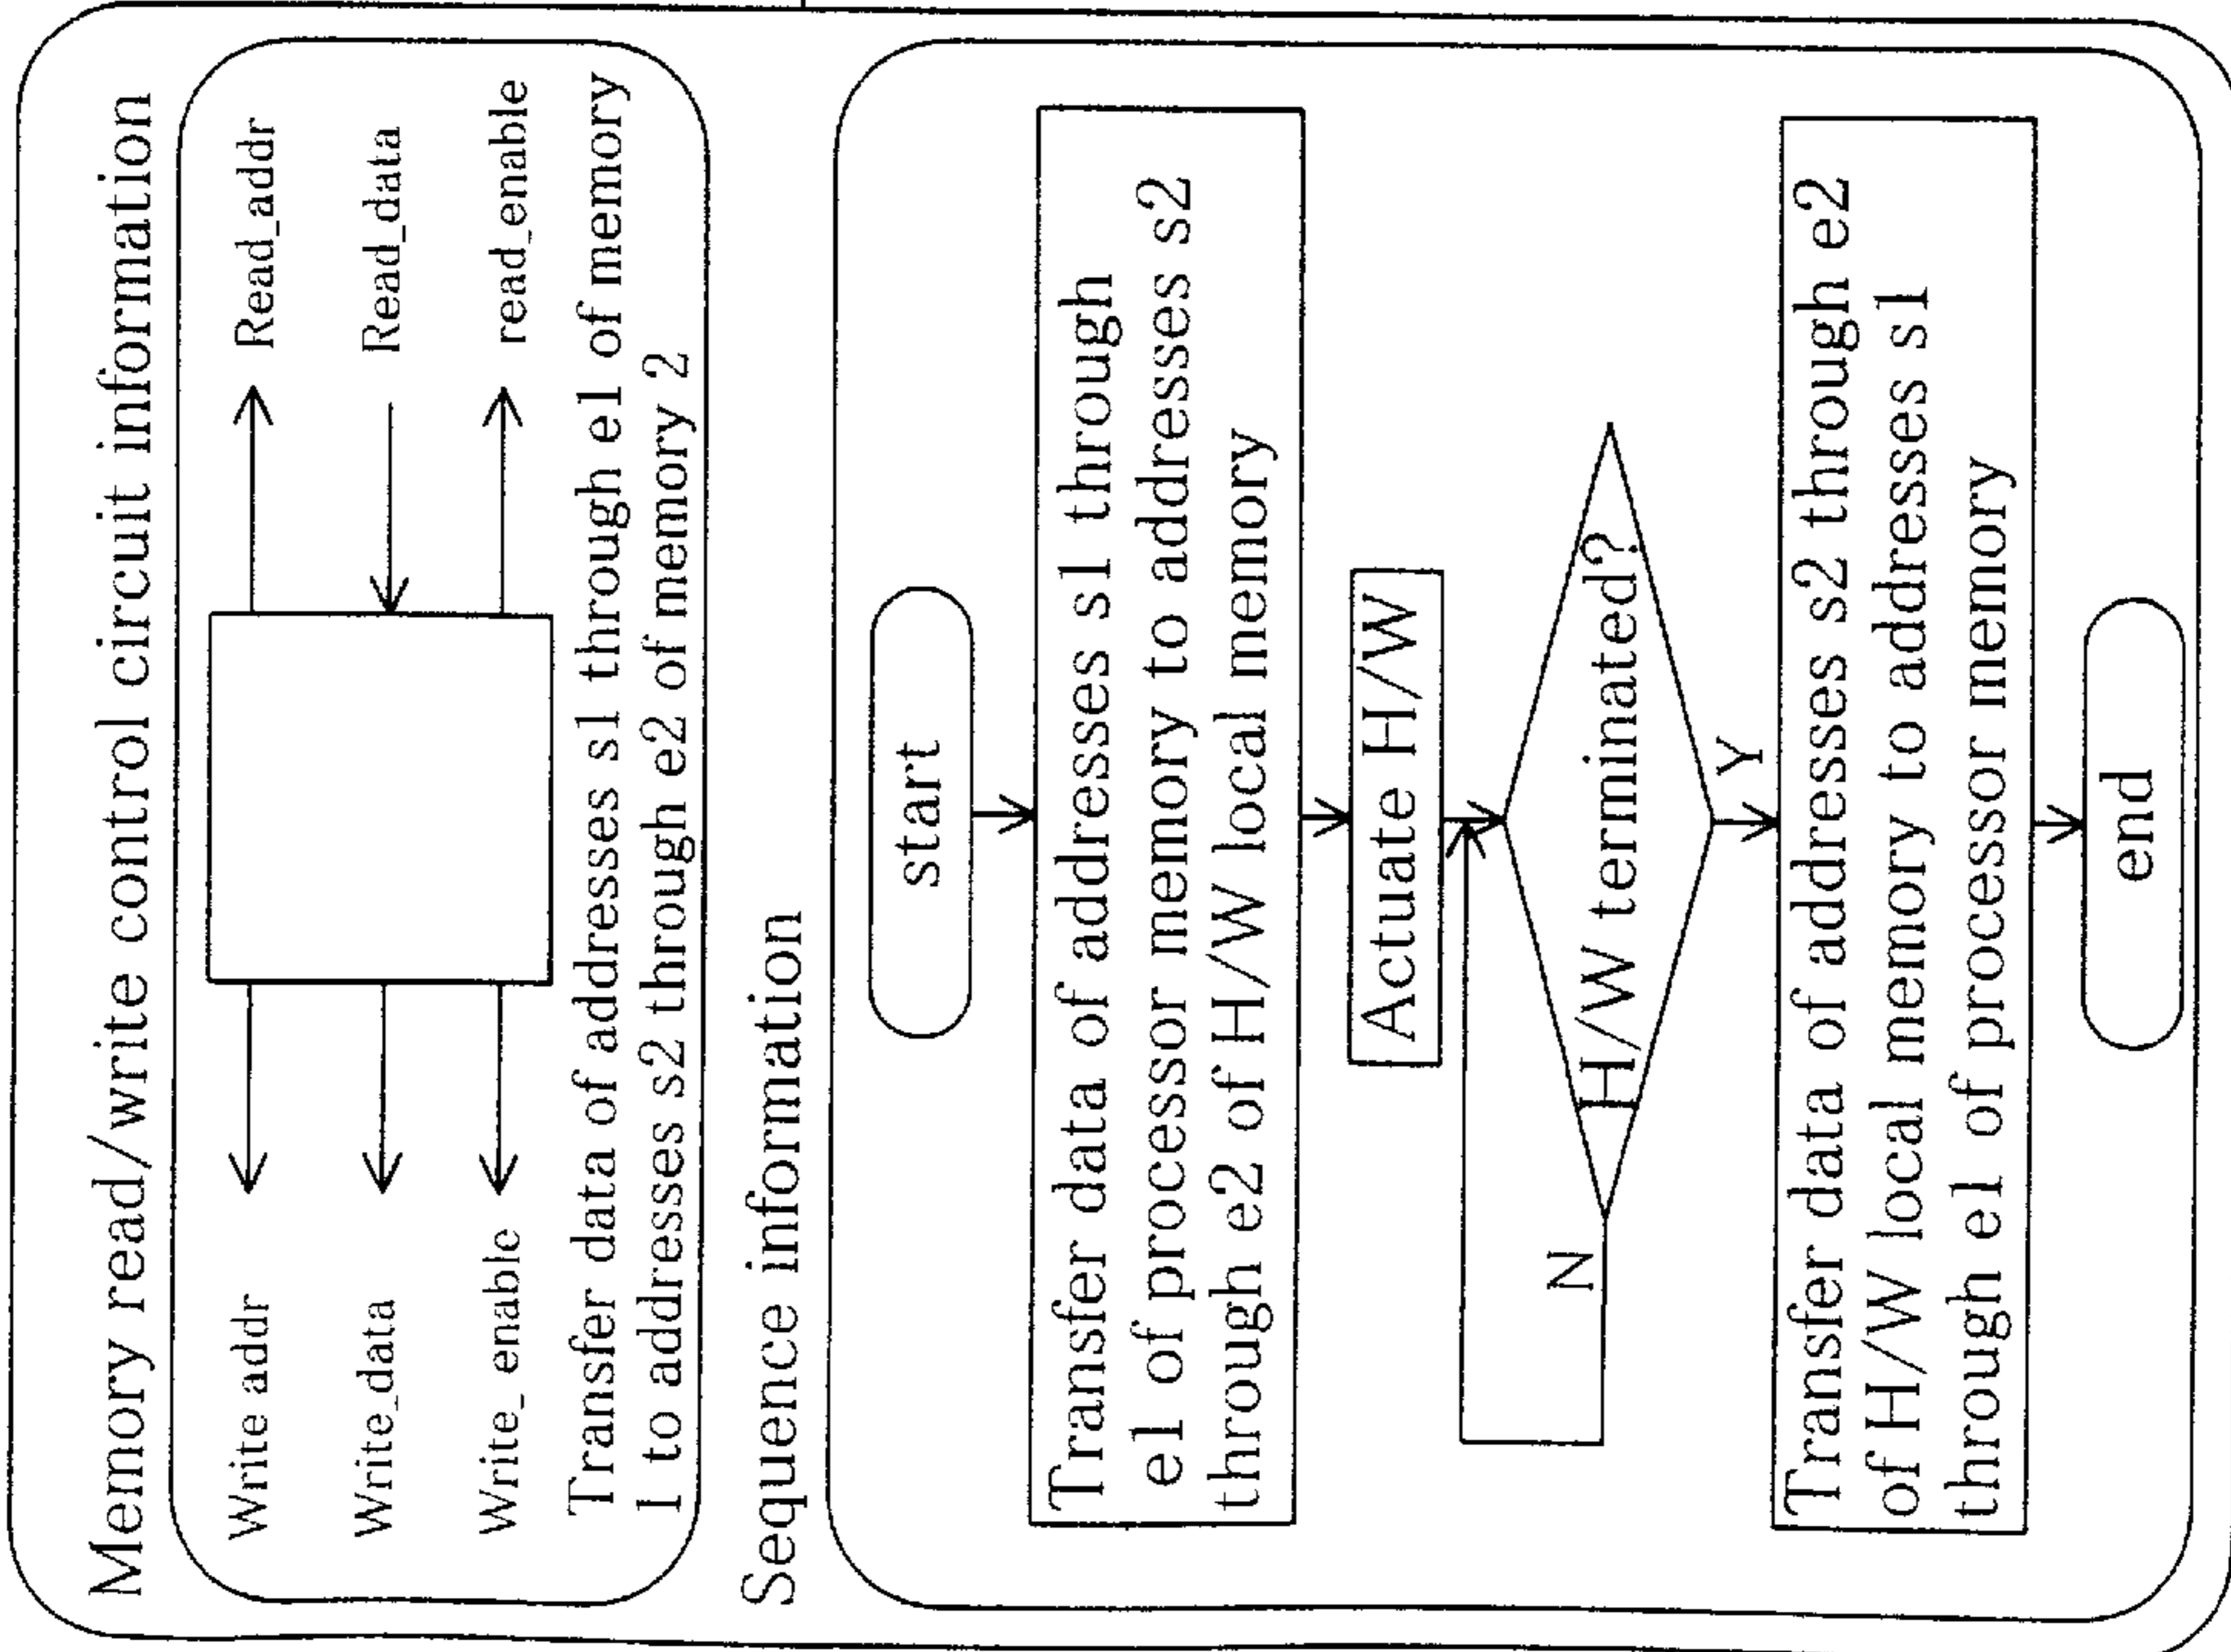 Memory read/write control circuit information
Write addr
Read_addr
Write_data
Read_data
Write_enable
read_enable
Transfer data of addresses s1 through e1 of memory
1 to addresses s2 through e2 of memory 2
Sequence information
start
Transfer data of addresses s1 through
e1 of processor memory to addresses s2
through e2 of H/W local memory
Actuate H/W
H/W terminated?
N
Y
Transfer data of addresses s2 through e2
of H/W local memory to addresses s1
through e1 of processor memory
end